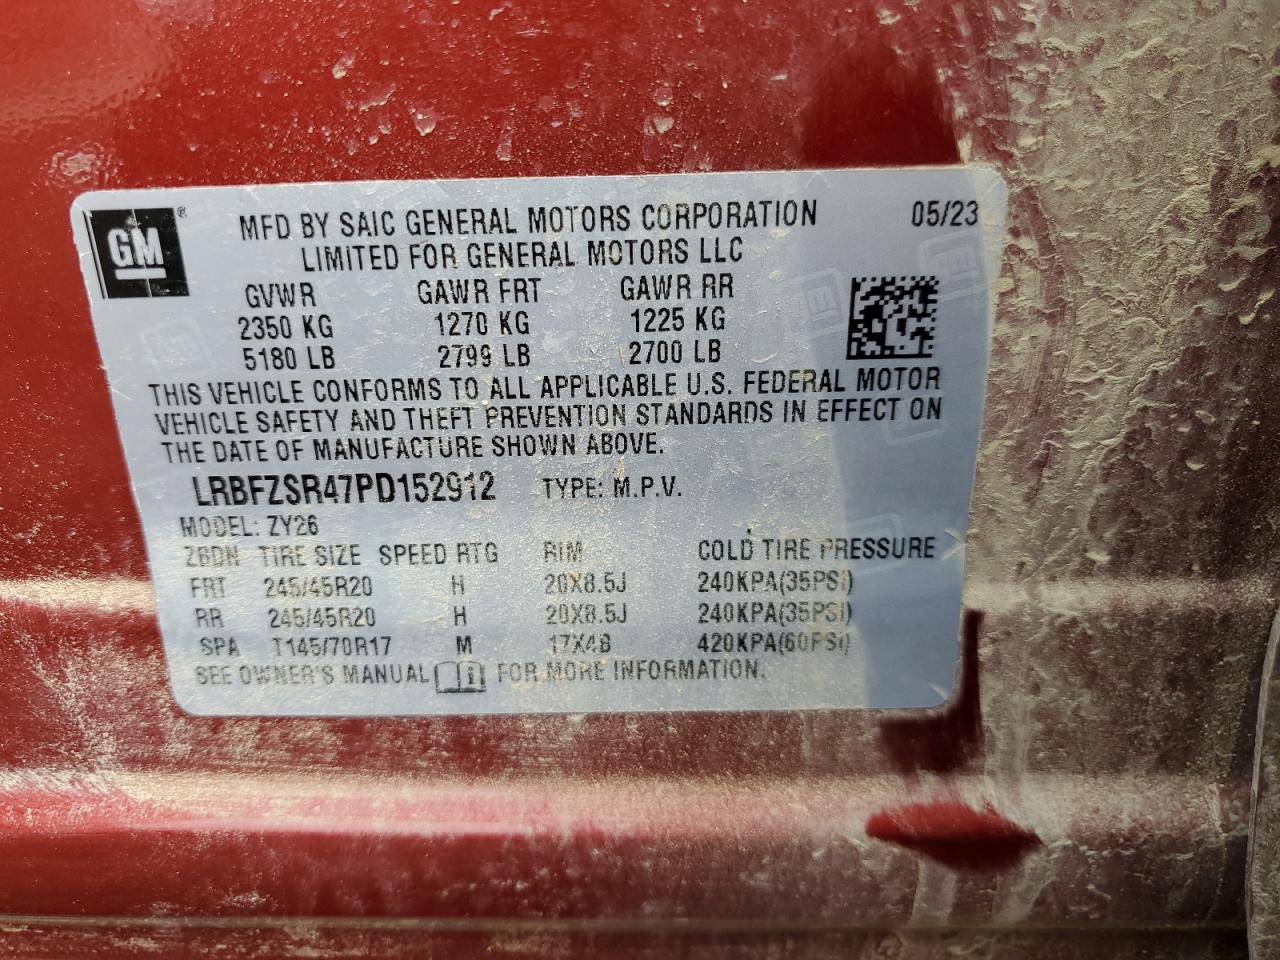 GM ®
MFD BY SAIC GENERAL MOTORS CORPORATION 05/23
LIMITED FOR GENERAL MOTORS LLC
GVWR GAWR FRT GAWR RR
2350 KG 1270 KG 1225 KG
5180 LB 2799 LB 2700 LB
THIS VEHICLE CONFORMS TO ALL APPLICABLE U.S. FEDERAL MOTOR
VEHICLE SAFETY AND THEFT PREVENTION STANDARDS IN EFFECT ON
THE DATE OF MANUFACTURE SHOWN ABOVE.
LRBFZSR47PD152912 TYPE: M.P.V.
MODEL: ZY26
ZBDN TIRE SIZE SPEED RTG RIM COLD TIRE PRESSURE
FRT 245/45R20 H 20X8.5J 240KPA(35PSI)
RR 245/45R20 H 20X8.5J 240KPA(35PSI)
SPA T145/70R17 M 17X4B 420KPA(60PSI)
SEE OWNER'S MANUAL i FOR MORE INFORMATION.